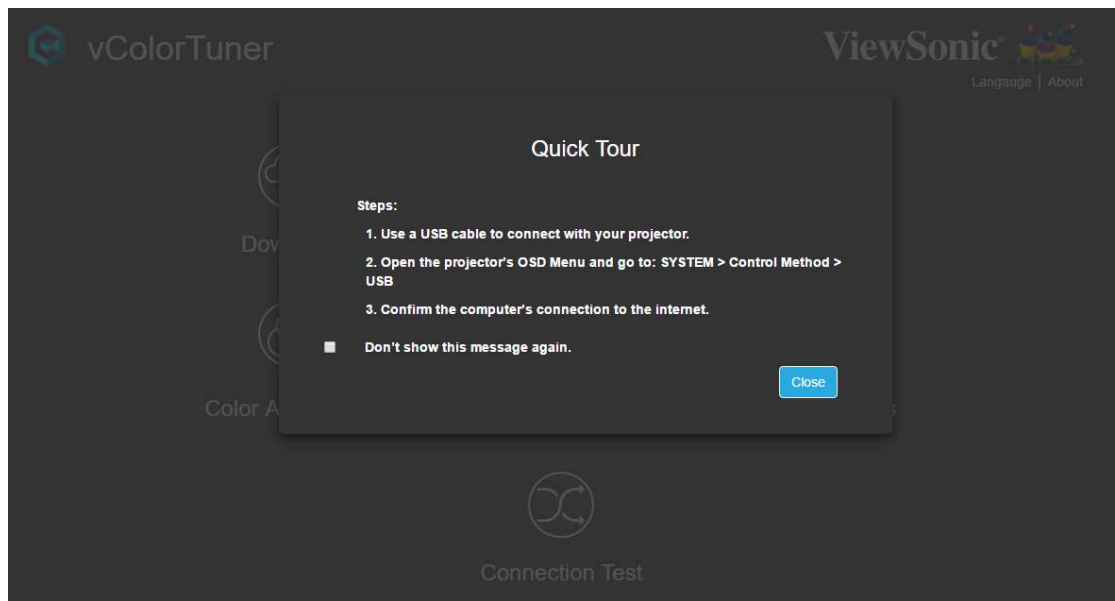 vColorTuner
ViewSonic
Langauge | About
Quick Tour
Steps:
1. Use a USB cable to connect with your projector.
2. Open the projector's OSD Menu and go to: SYSTEM > Control Method >
USB
3. Confirm the computer's connection to the internet.
Don't show this message again.
Close
Color A
Connection Test